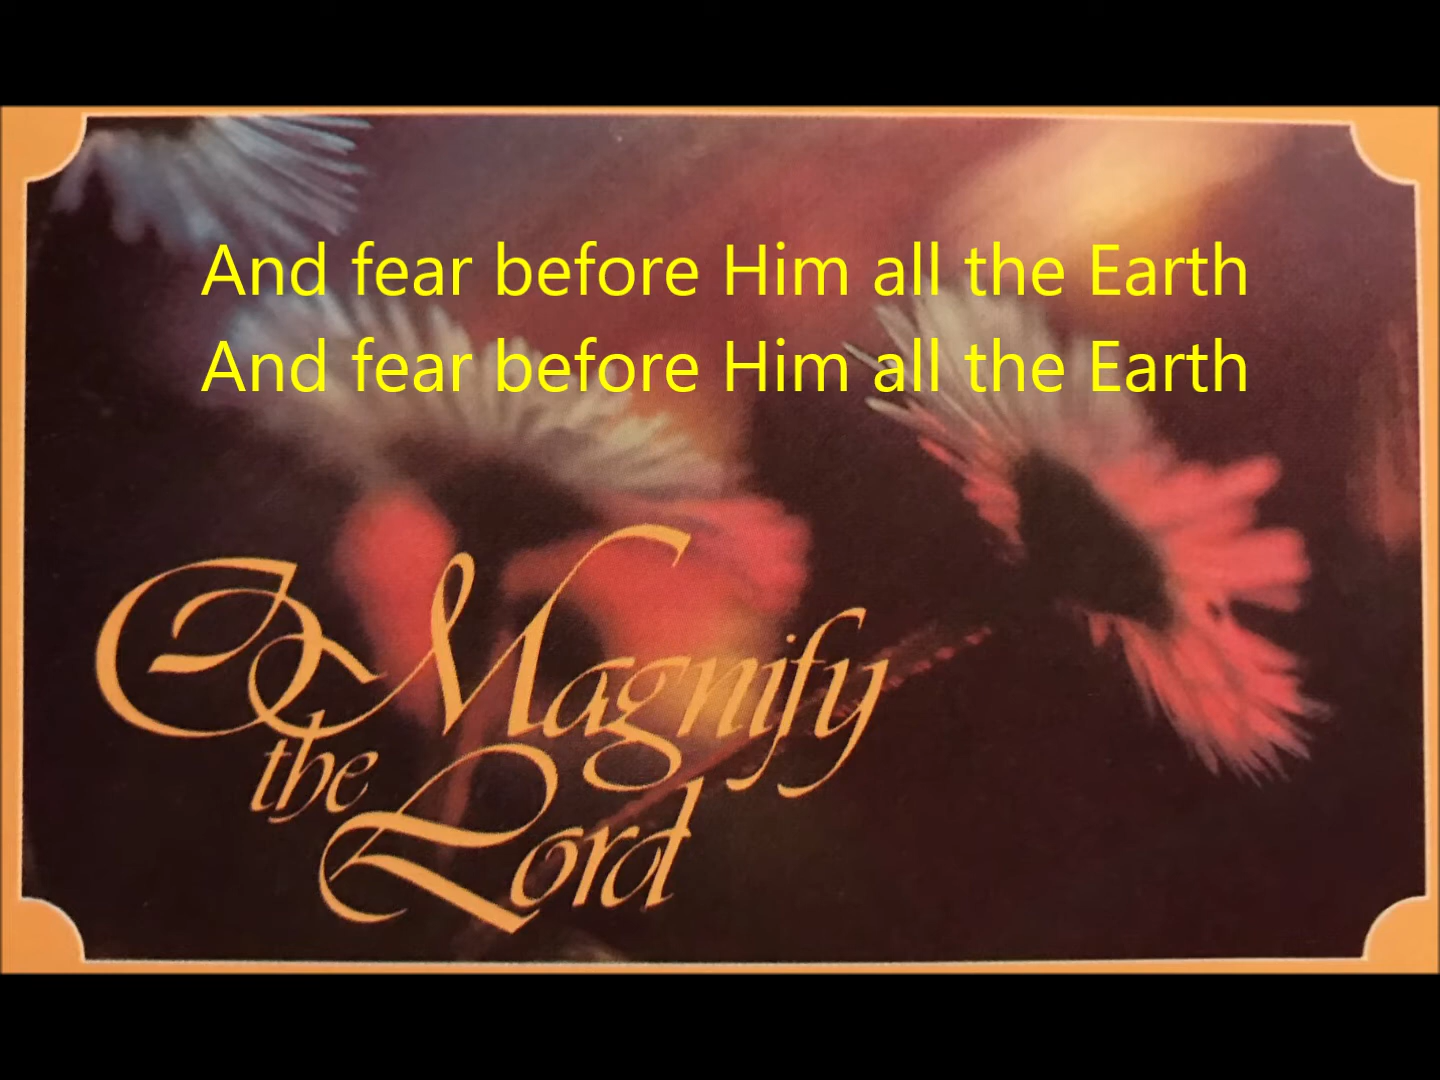 And fear before Him all the Earth
And fear before Him all the Earth
O Magnify
the
Lord